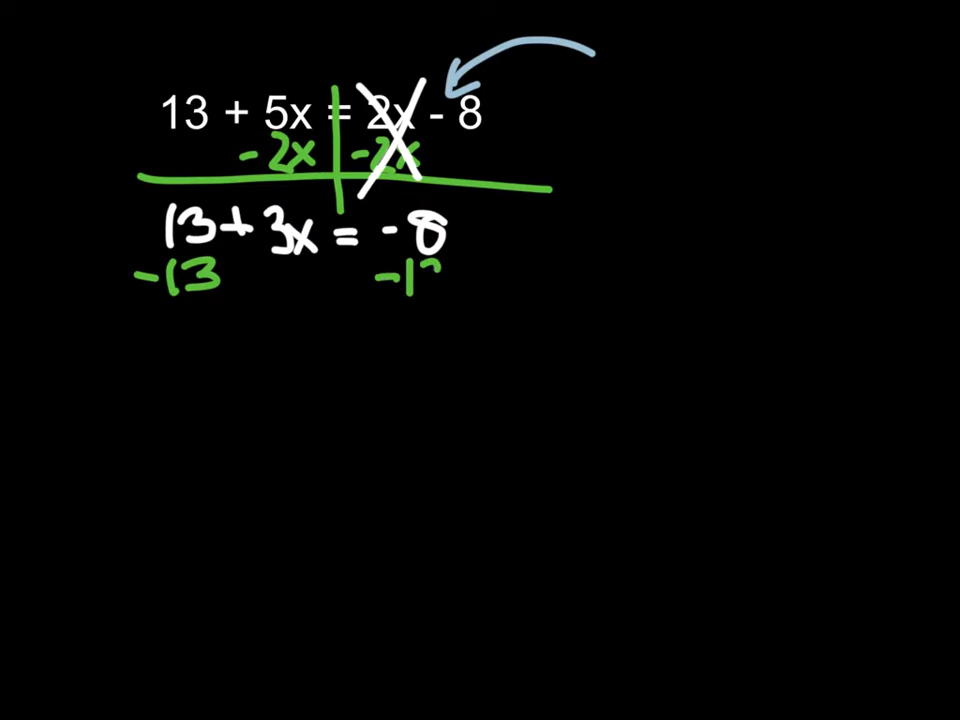 13 + 5x = 2x - 8
-2x -2x
13 + 3x = -8
-13